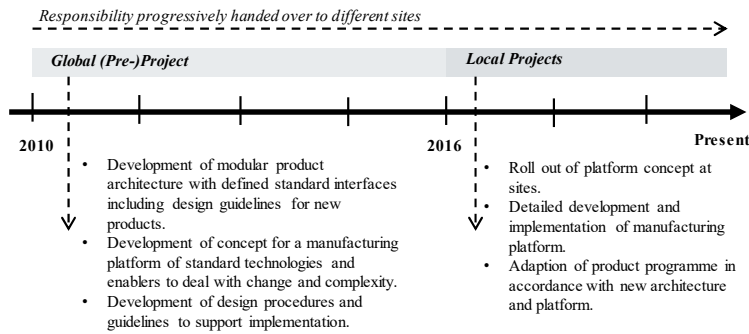 Responsibility progressively handed over to different sites
Global (Pre-)Project
Local Projects
2010
2016
Present
• Development of modular product
architecture with defined standard interfaces
including design guidelines for new
products.
• Development of concept for a manufacturing
platform of standard technologies and
enablers to deal with change and complexity.
• Development of design procedures and
guidelines to support implementation.
• Roll out of platform concept at
sites.
• Detailed development and
implementation of manufacturing
platform.
• Adaption of product programme in
accordance with new architecture
and platform.